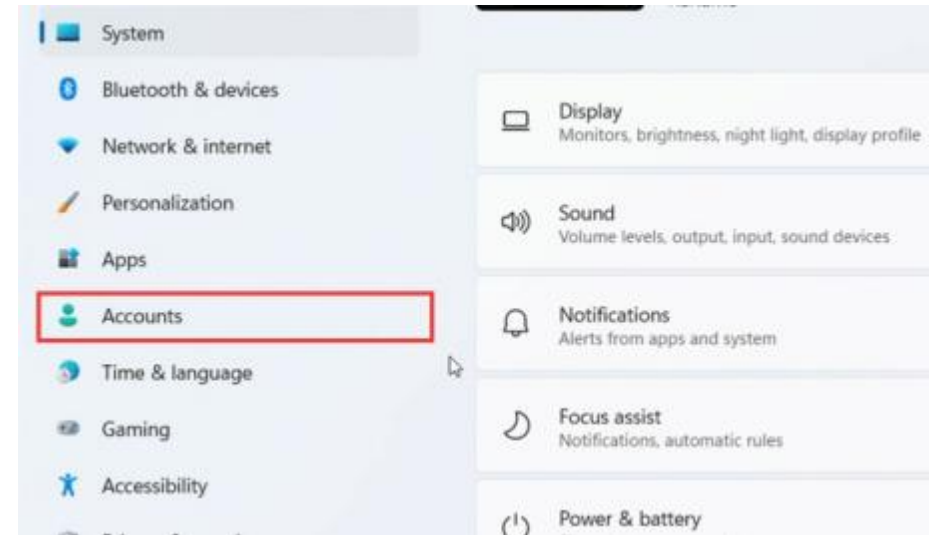 System
Bluetooth & devices
Network & internet
Personalization
Apps
Accounts
Time & language
Gaming
Accessibility
Display
Monitors, brightness, night light, display profile
Sound
Volume levels, output, input, sound devices
Notifications
Alerts from apps and system
Focus assist
Notifications, automatic rules
Power & battery